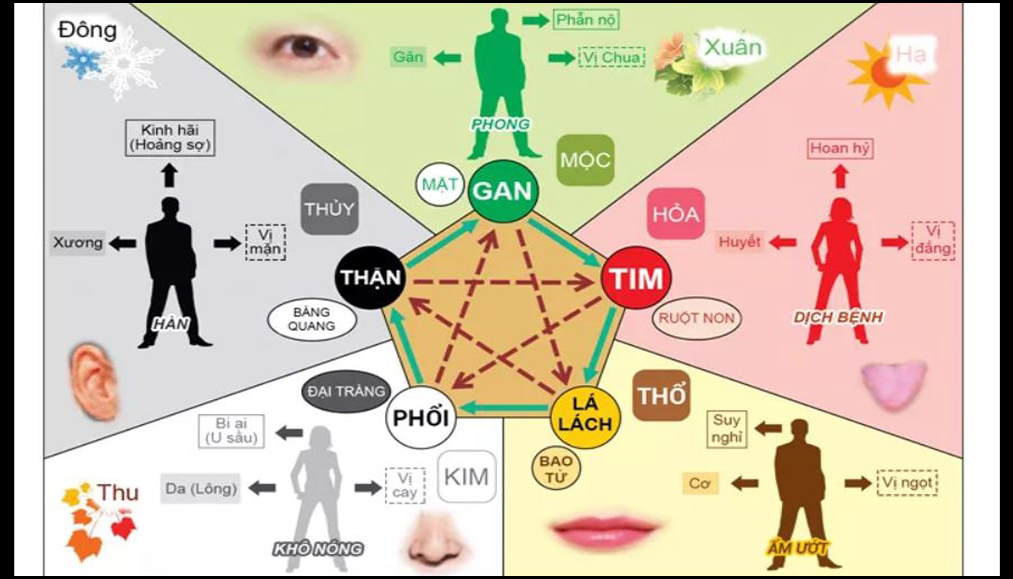 Đông
Phẫn nộ
Gân
Vị Chua
Xuân
Hạ
PHONG
MỘC
MẬT
GAN
Kinh hãi
(Hoảng sợ)
THỦY
Xương
Vị
mặn
HÀN
THẬN
BÀNG
QUANG
Hoan hỷ
HỎA
Huyết
Vị
đắng
TIM
RUỘT NON
DỊCH BỆNH
ĐẠI TRÀNG
PHỔI
Bi ai
(U sầu)
Da (Lông)
Vị
cay
KIM
Thu
KHÔ NÓNG
THỔ
LÁ
LÁCH
BAO
TỬ
Suy
nghỉ
Cơ
Vị ngọt
ẨM ƯỚT